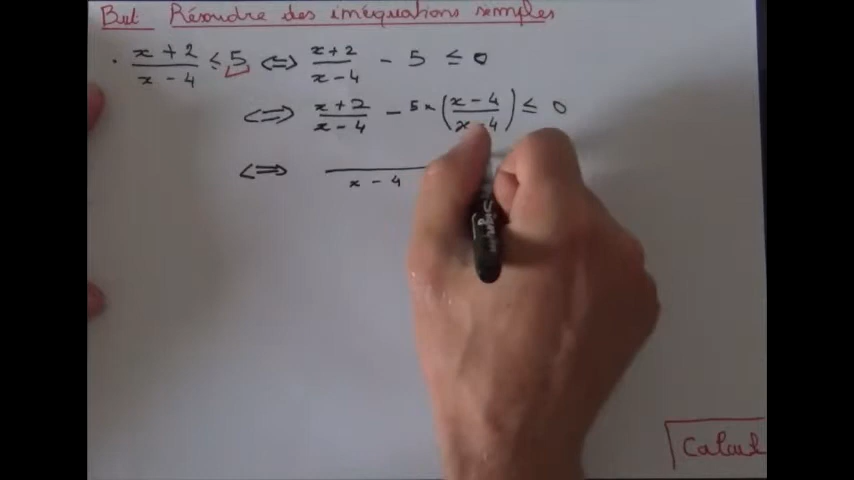 But Résoudre des inéquations simples
· x + 2 / x - 4 ≤ 5 ⇔ x + 2 / x - 4 - 5 ≤ 0
⇔ x + 2 / x - 4 - 5 × (x - 4 / x - 4) ≤ 0
⇔ / x - 4
Calcul